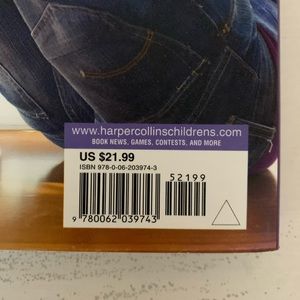 www.harpercollinschildrens.com
BOOK NEWS, GAMES, CONTESTS, AND MORE
US $21.99
ISBN 978-0-06-203974-3
52199
9 780062 039743